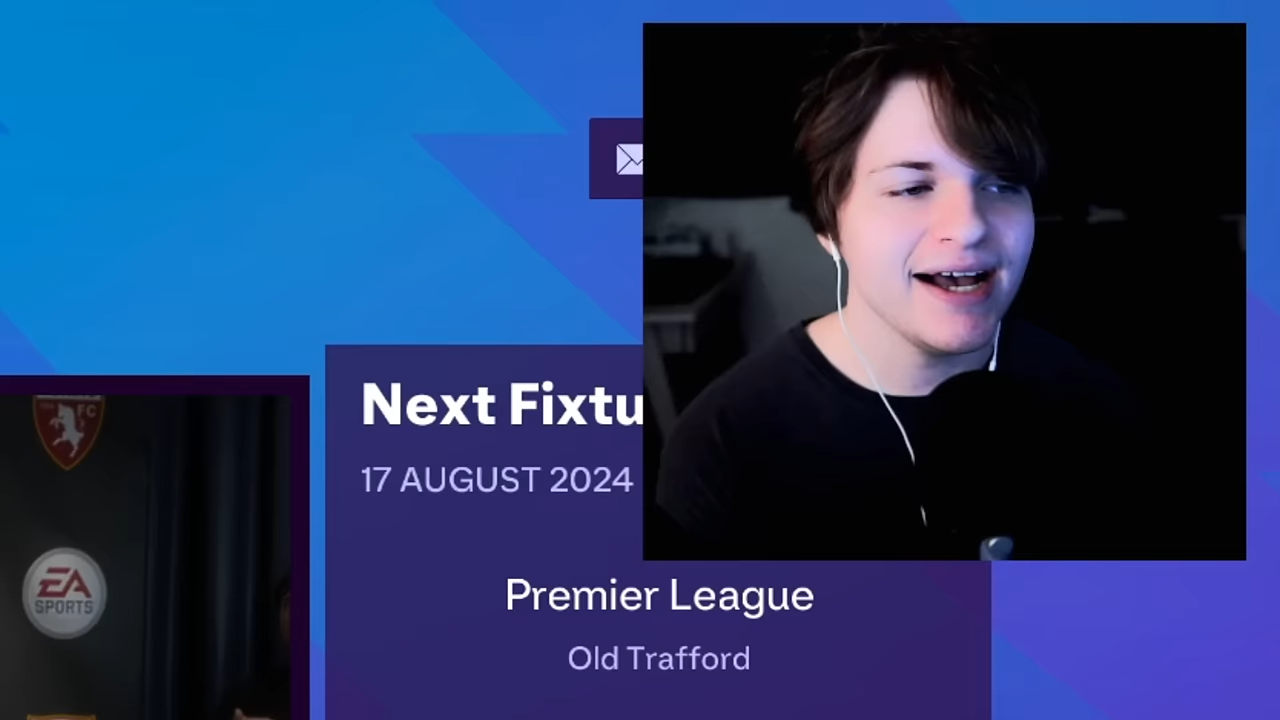 Next Fixtu
17 AUGUST 2024
Premier League
Old Trafford
FC
EA
SPORTS